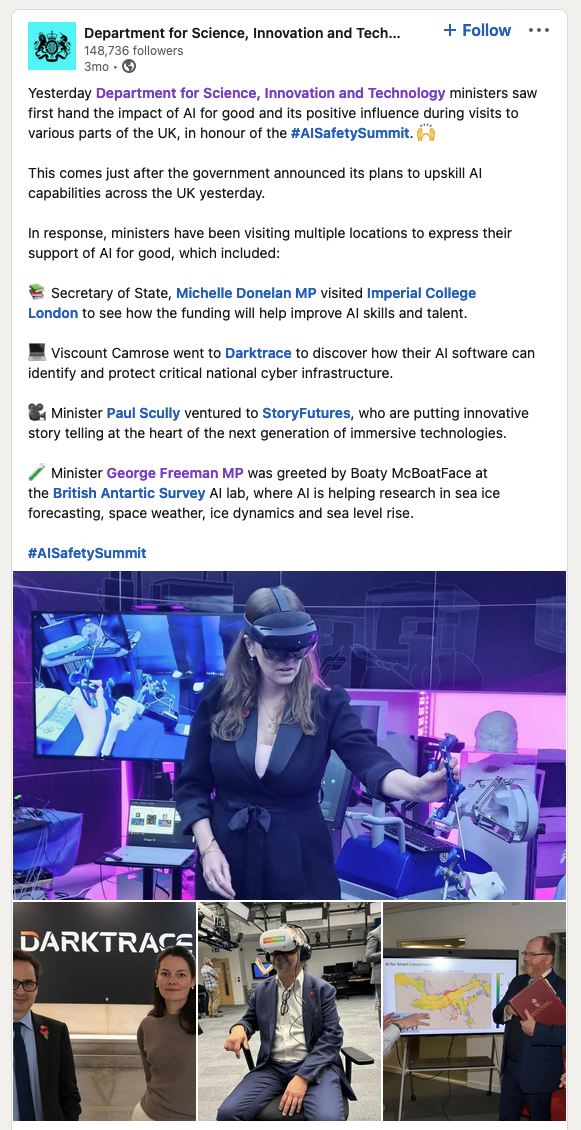 Department for Science, Innovation and Tech...
+ Follow
148,736 followers
3mo •
Yesterday Department for Science, Innovation and Technology ministers saw
first hand the impact of AI for good and its positive influence during visits to
various parts of the UK, in honour of the #AISafetySummit. 🙌
This comes just after the government announced its plans to upskill AI
capabilities across the UK yesterday.
In response, ministers have been visiting multiple locations to express their
support of AI for good, which included:
📚 Secretary of State, Michelle Donelan MP visited Imperial College
London to see how the funding will help improve AI skills and talent.
💻 Viscount Camrose went to Darktrace to discover how their AI software can
identify and protect critical national cyber infrastructure.
🎥 Minister Paul Scully ventured to StoryFutures, who are putting innovative
story telling at the heart of the next generation of immersive technologies.
🧪 Minister George Freeman MP was greeted by Boaty McBoatFace at
the British Antartic Survey AI lab, where AI is helping research in sea ice
forecasting, space weather, ice dynamics and sea level rise.
#AISafetySummit
DARKTRACE
AI for Smart Conserva